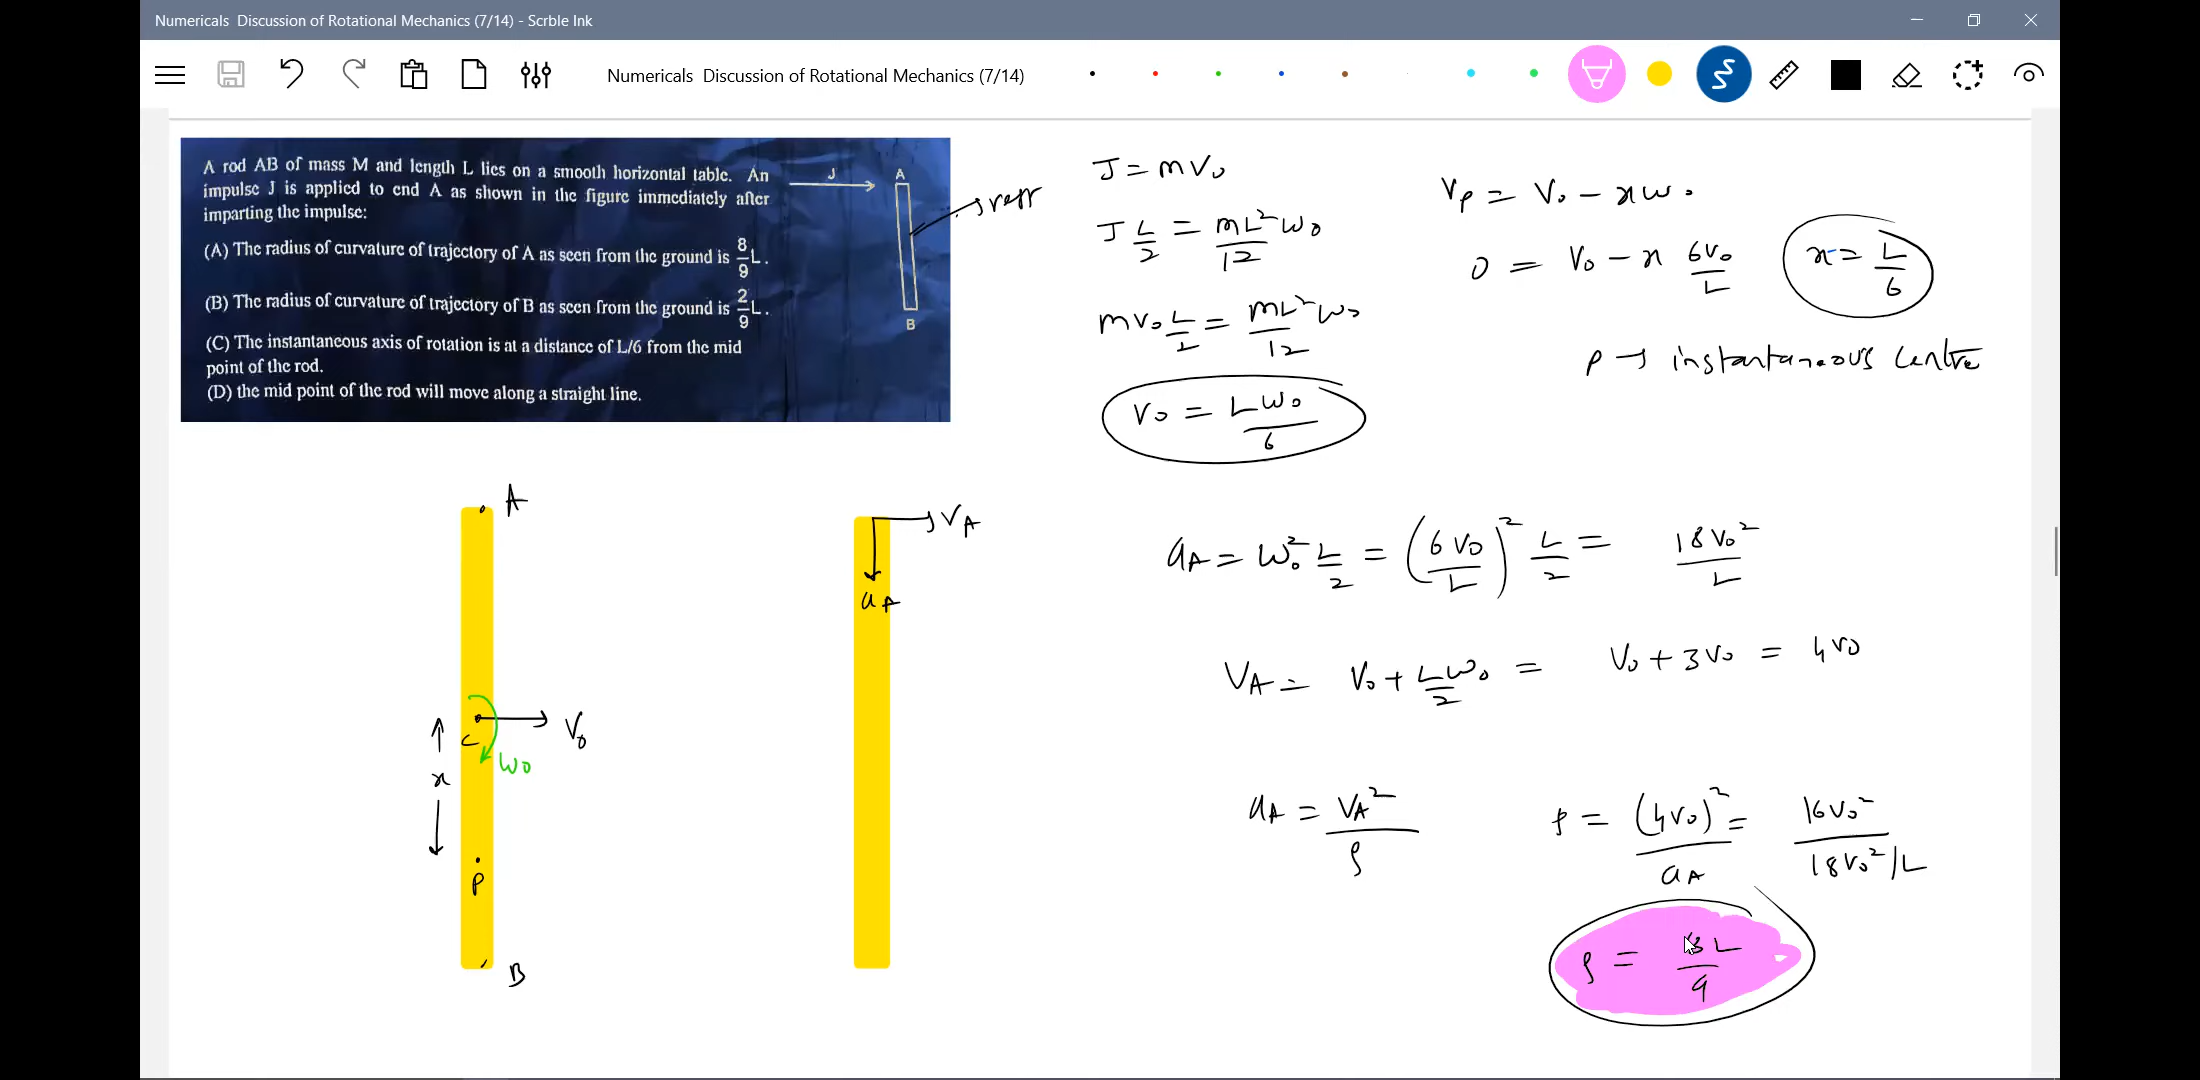 Numericals Discussion of Rotational Mechanics (7/14) - Scrble Ink
Numericals Discussion of Rotational Mechanics (7/14)
A rod AB of mass M and length L lies on a smooth horizontal table. An
impulse J is applied to end A as shown in the figure immediately after
imparting the impulse:
(A) The radius of curvature of trajectory of A as seen from the ground is 8/9 L.
(B) The radius of curvature of trajectory of B as seen from the ground is 2/9 L.
(C) The instantaneous axis of rotation is at a distance of L/6 from the mid
point of the rod.
(D) the mid point of the rod will move along a straight line.
J
A
B
J = mv₀
J L/2 = mL²ω₀/12
mv₀ L/2 = mL²ω₀/12
v₀ = Lω₀/6
vₚ = v₀ - xω₀
0 = v₀ - x 6v₀/L
x = L/6
P → instantaneous centre
A
C
V₀
ω₀
x
P
B
V_A
a_A
a_A = ω₀² L/2 = (6v₀/L)² L/2 = 18v₀²/L
V_A = V₀ + Lω₀/2 = V₀ + 3V₀ = 4v₀
a_A = V_A²/ρ
ρ = (4v₀)²/a_A = 16v₀²/18v₀²/L
ρ = 8L/9